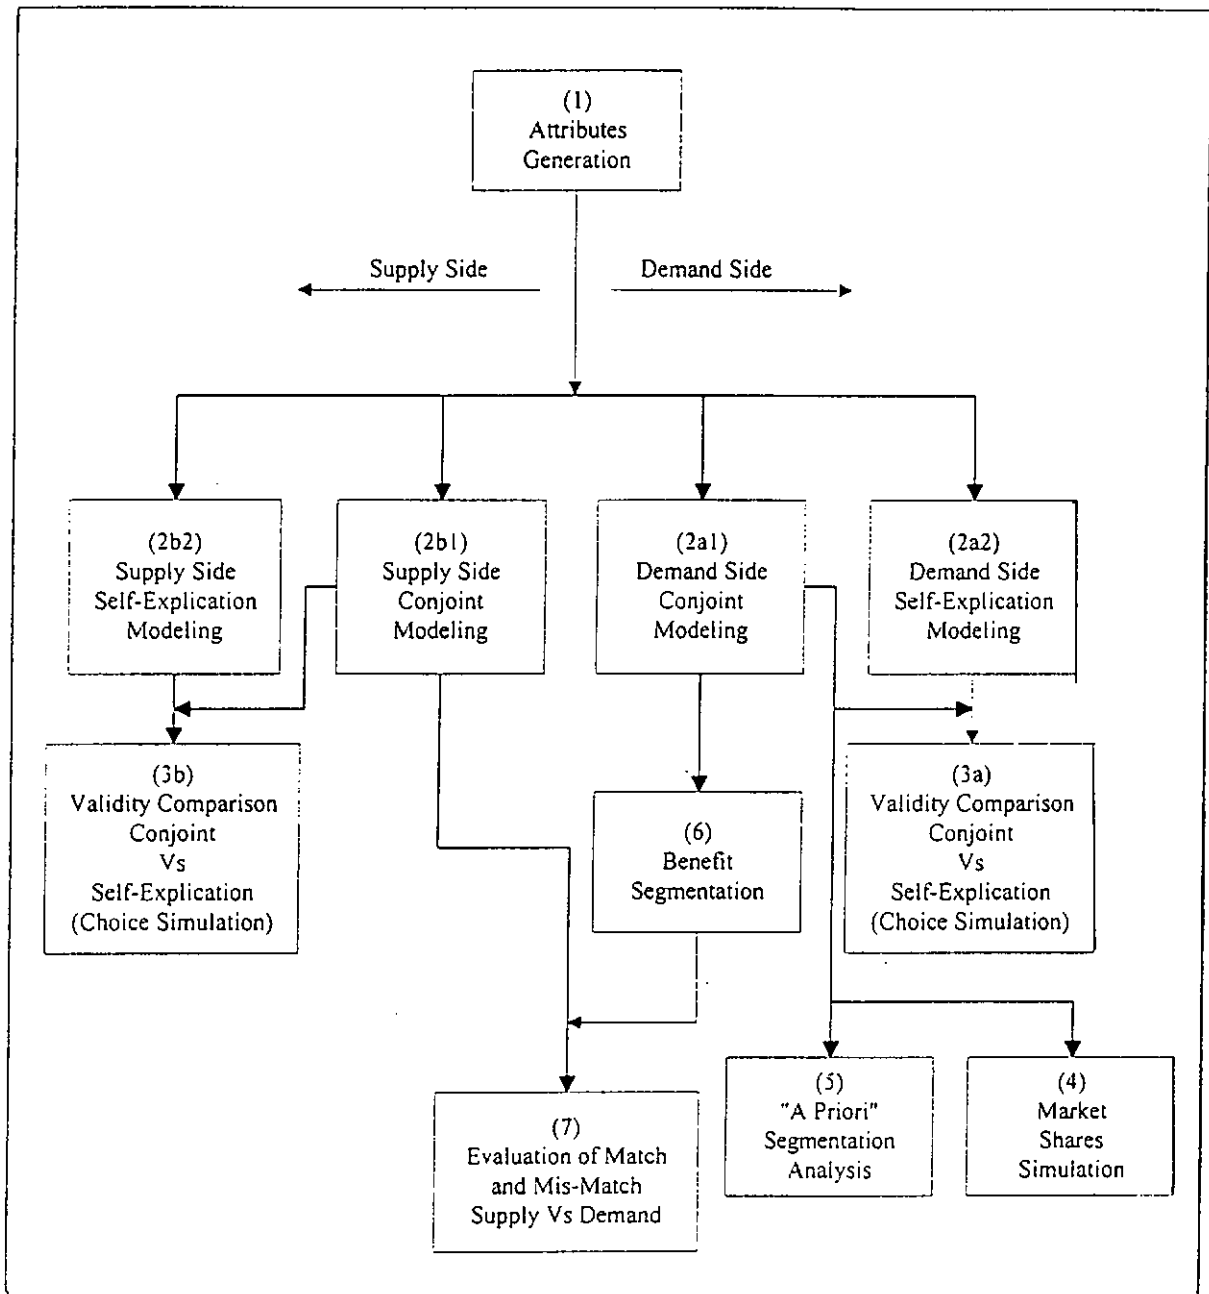 (1)
Attributes
Generation
Supply Side
Demand Side
(2b2)
Supply Side
Self-Explication
Modeling
(2b1)
Supply Side
Conjoint
Modeling
(2a1)
Demand Side
Conjoint
Modeling
(2a2)
Demand Side
Self-Explication
Modeling
(3b)
Validity Comparison
Conjoint
Vs
Self-Explication
(Choice Simulation)
(6)
Benefit
Segmentation
(3a)
Validity Comparison
Conjoint
Vs
Self-Explication
(Choice Simulation)
(7)
Evaluation of Match
and Mis-Match
Supply Vs Demand
(5)
"A Priori"
Segmentation
Analysis
(4)
Market
Shares
Simulation